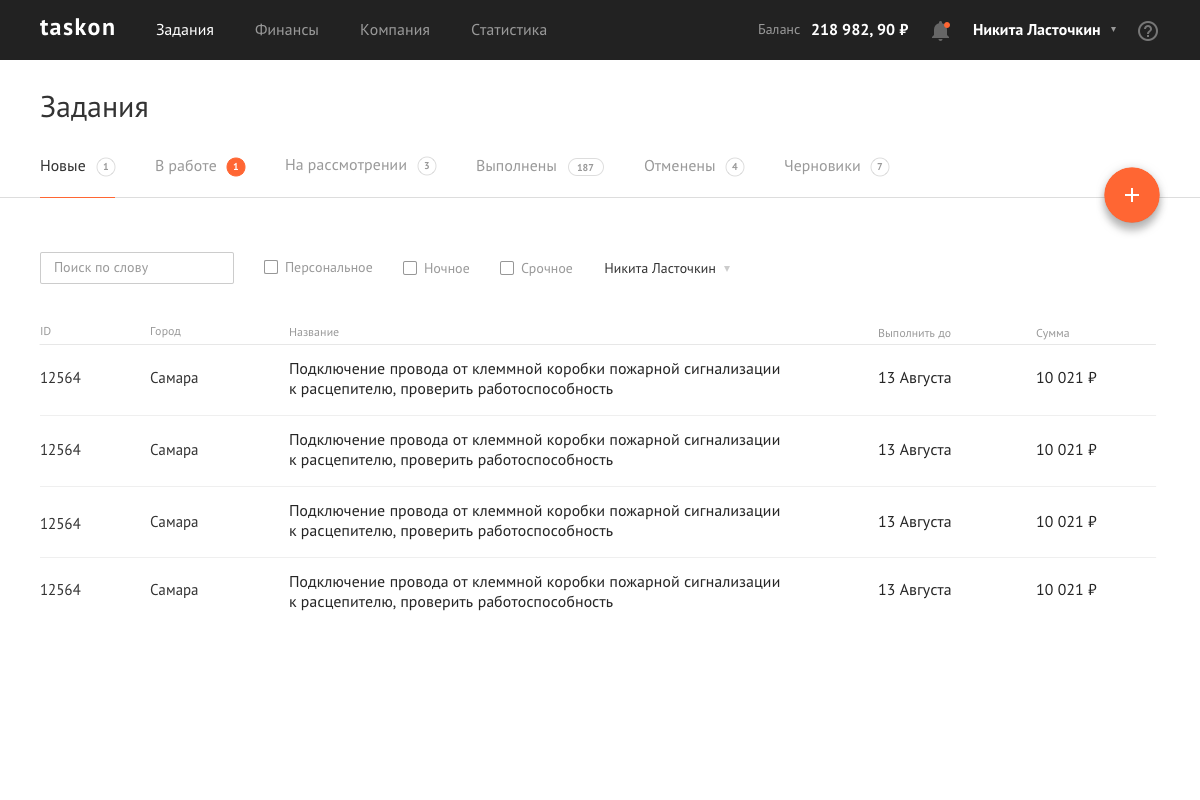 taskon Задания Финансы Компания Статистика Баланс 218 982, 90 ₽ Никита Ласточкин ?
Задания
Новые 1 В работе 1 На рассмотрении 3 Выполнены 187 Отменены 4 Черновики 7
+
Поиск по слову Персональное Ночное Срочное Никита Ласточкин
ID Город Название Выполнить до Сумма
12564 Самара Подключение провода от клеммной коробки пожарной сигнализации 13 Августа 10 021 ₽
к расцепителю, проверить работоспособность
12564 Самара Подключение провода от клеммной коробки пожарной сигнализации 13 Августа 10 021 ₽
к расцепителю, проверить работоспособность
12564 Самара Подключение провода от клеммной коробки пожарной сигнализации 13 Августа 10 021 ₽
к расцепителю, проверить работоспособность
12564 Самара Подключение провода от клеммной коробки пожарной сигнализации 13 Августа 10 021 ₽
к расцепителю, проверить работоспособность